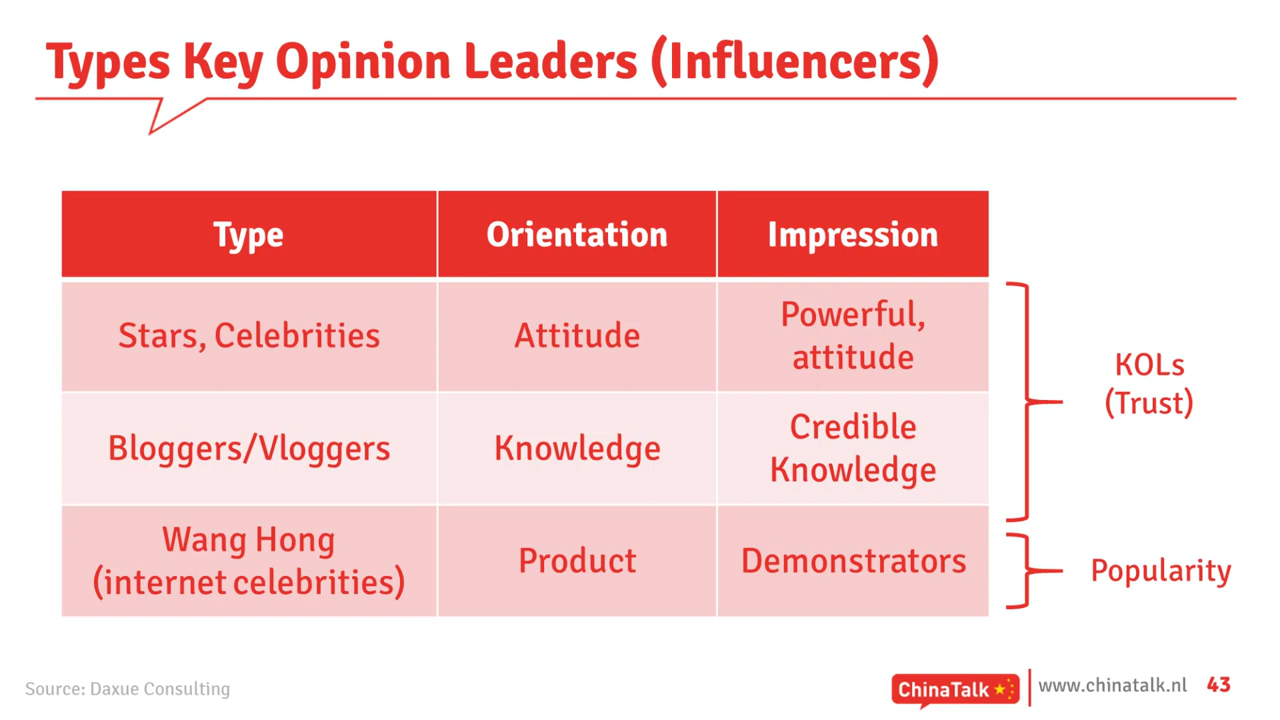 Types Key Opinion Leaders (Influencers)
Type
Orientation
Impression
Stars, Celebrities
Attitude
Powerful,
attitude
Bloggers/Vloggers
Knowledge
Credible
Knowledge
Wang Hong
(internet celebrities)
Product
Demonstrators
KOLs
(Trust)
Popularity
Source: Daxue Consulting
ChinaTalk
www.chinatalk.nl
43